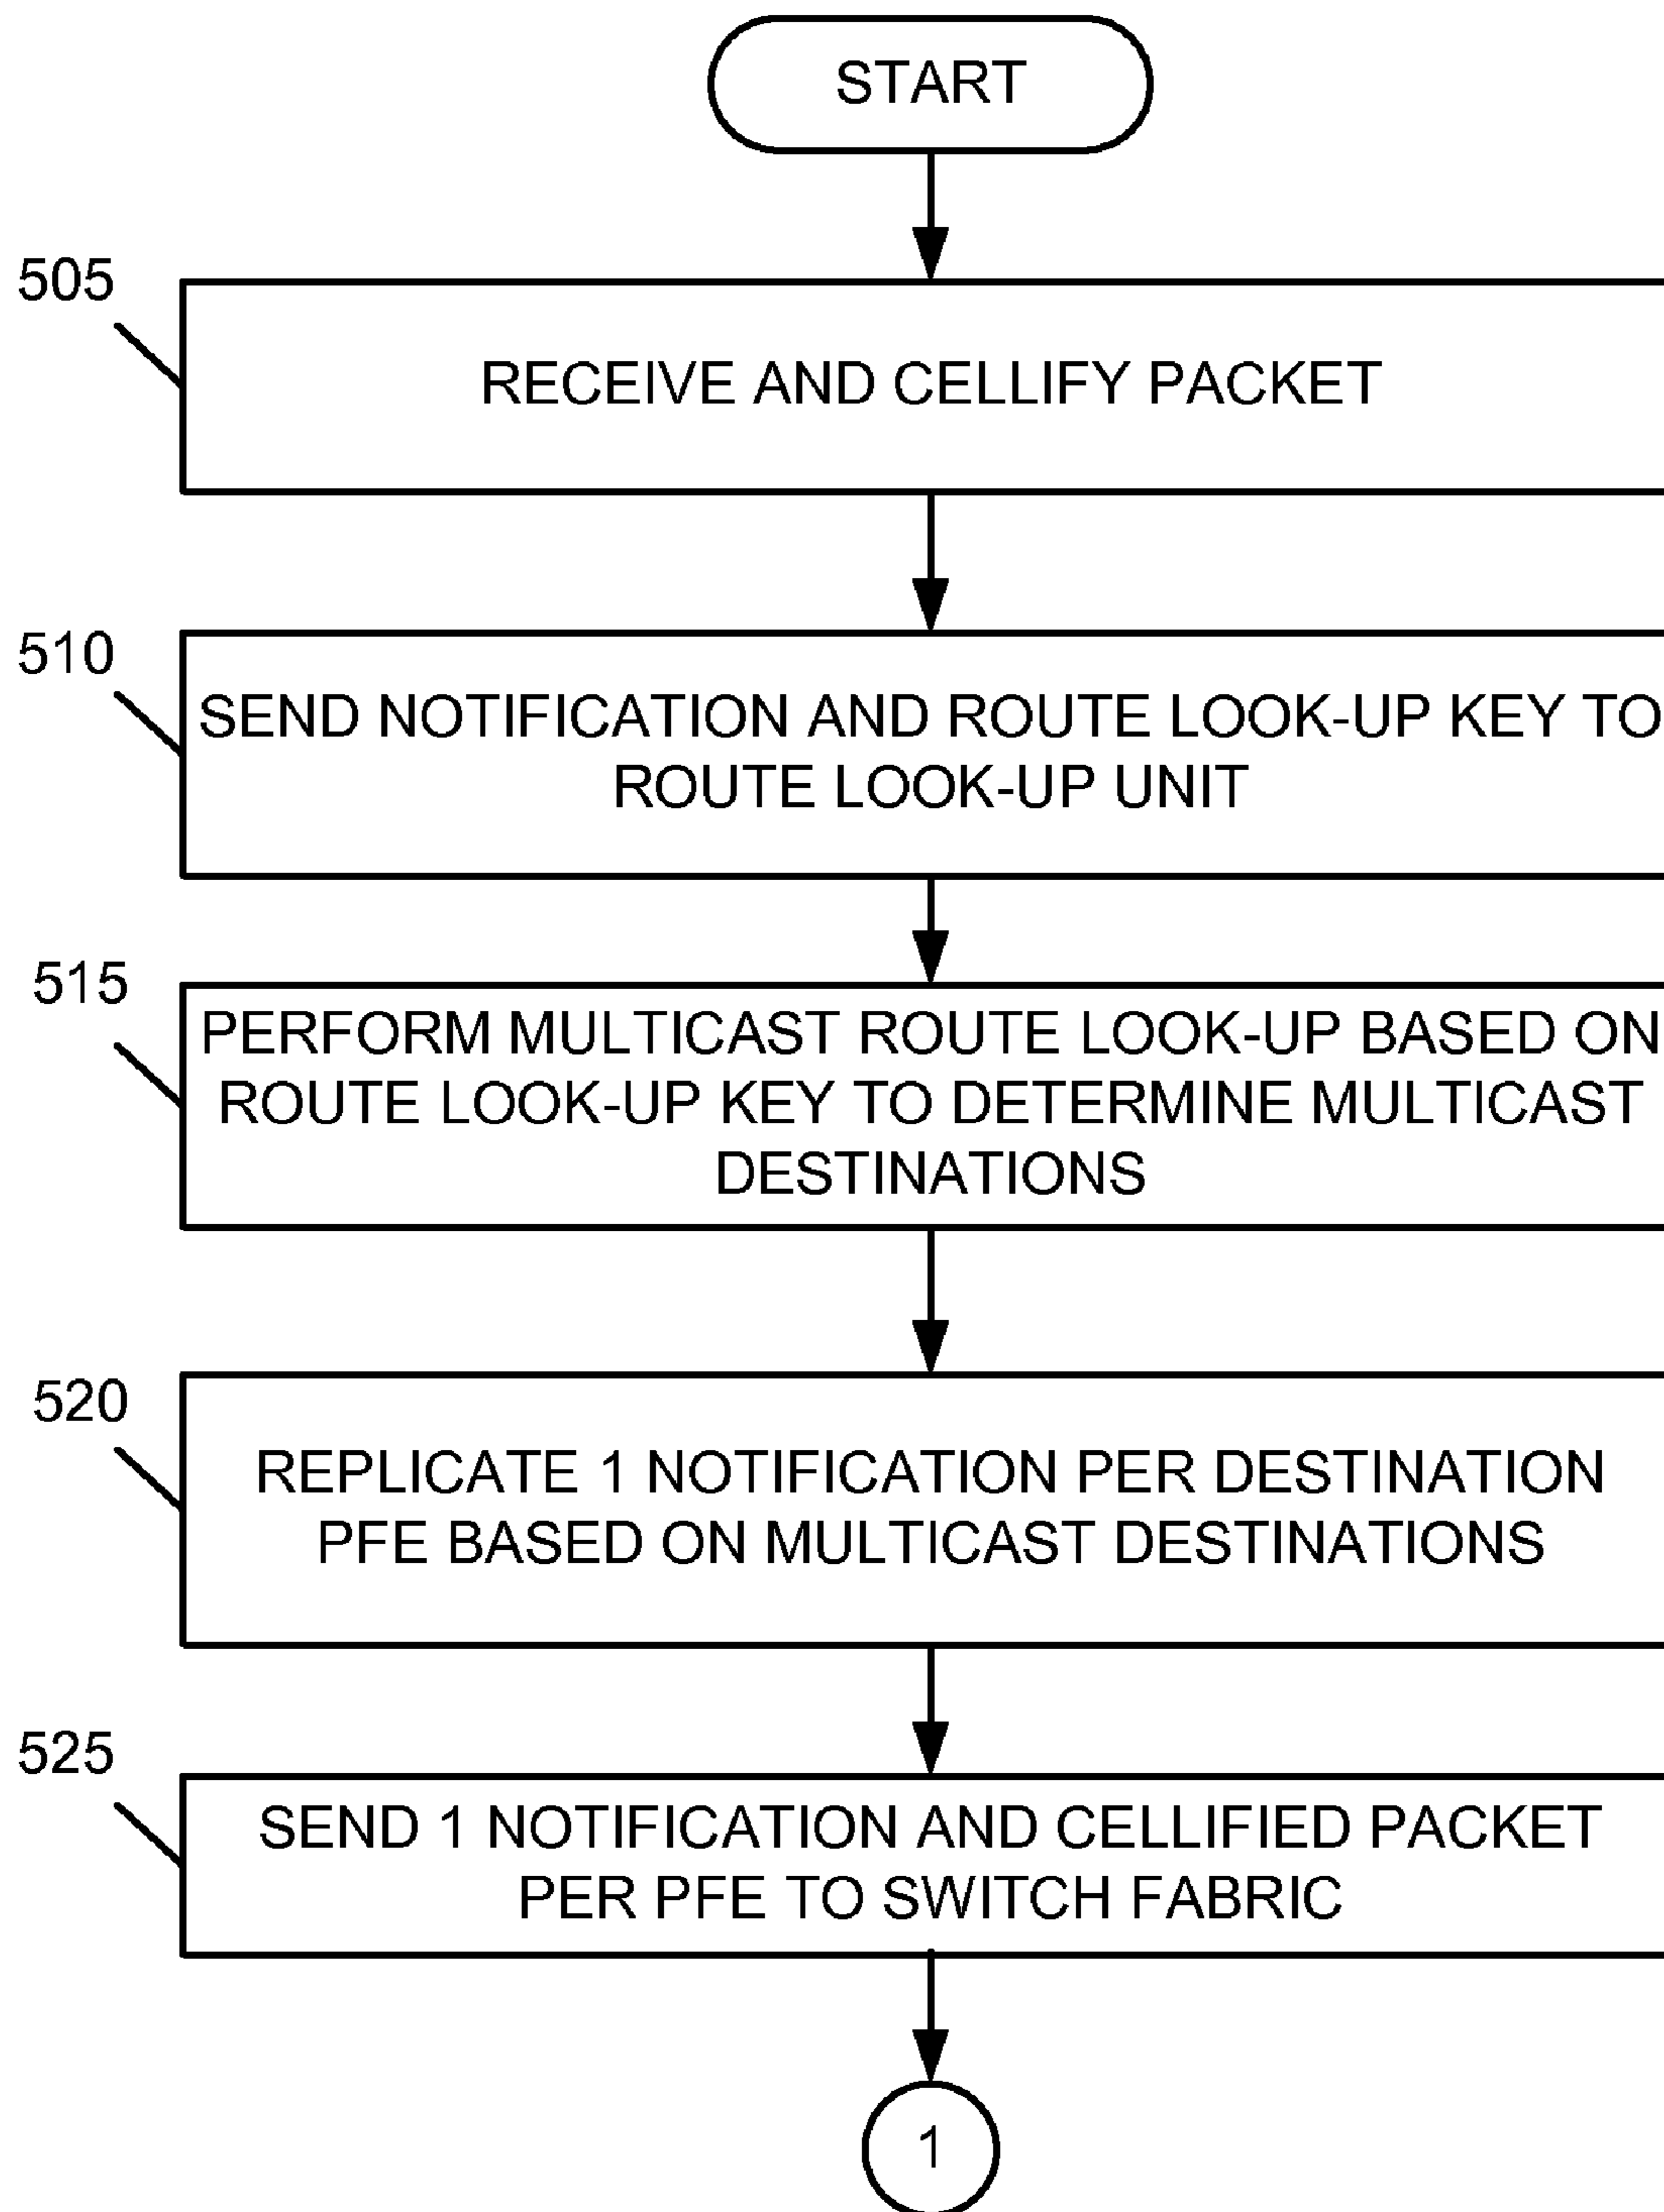 START
505
RECEIVE AND CELLIFY PACKET
510
SEND NOTIFICATION AND ROUTE LOOK-UP KEY TO
ROUTE LOOK-UP UNIT
515
PERFORM MULTICAST ROUTE LOOK-UP BASED ON
ROUTE LOOK-UP KEY TO DETERMINE MULTICAST
DESTINATIONS
520
REPLICATE 1 NOTIFICATION PER DESTINATION
PFE BASED ON MULTICAST DESTINATIONS
525
SEND 1 NOTIFICATION AND CELLIFIED PACKET
PER PFE TO SWITCH FABRIC
1